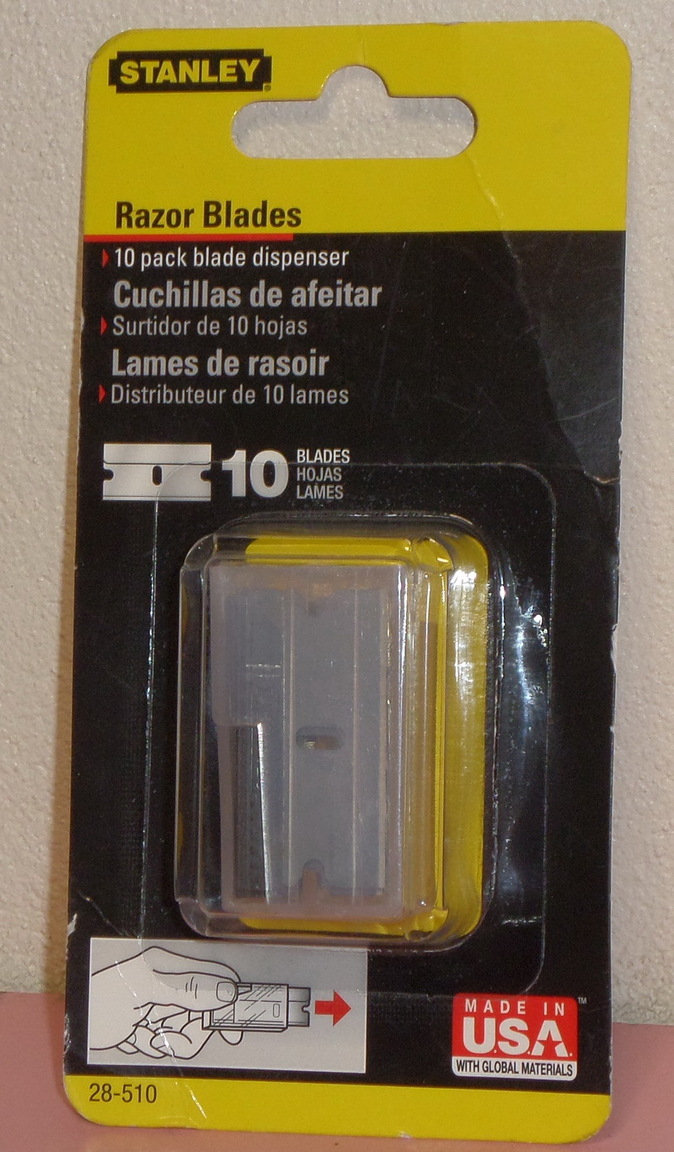 STANLEY®
Razor Blades
10 pack blade dispenser
Cuchillas de afeitar
Surtidor de 10 hojas
Lames de rasoir
Distributeur de 10 lames
10 BLADES
HOJAS
LAMES
MADE IN ™
U.S.A.
WITH GLOBAL MATERIALS
28-510